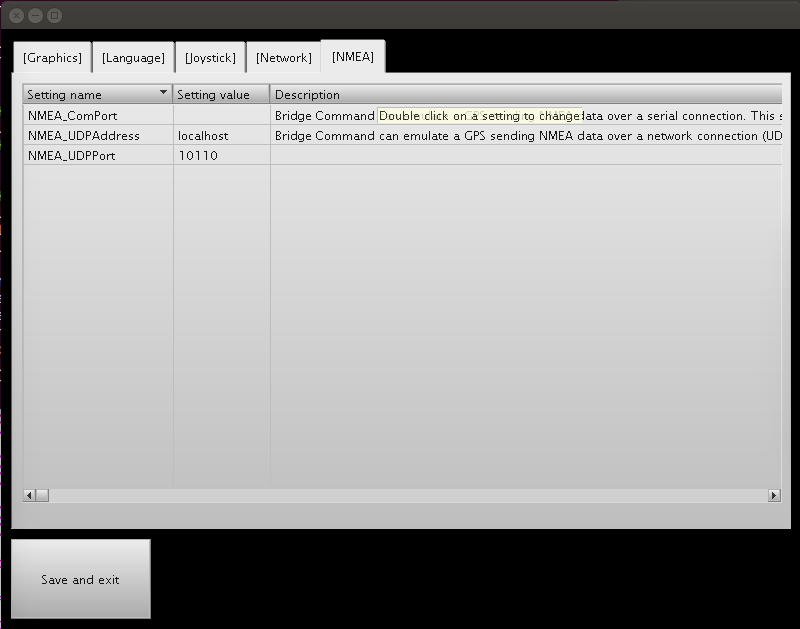 [Graphics] [Language] [Joystick] [Network] [NMEA]
Setting name Setting value Description
NMEA_ComPort Bridge Command Double click on a setting to change data over a serial connection. This s
NMEA_UDPAddress localhost Bridge Command can emulate a GPS sending NMEA data over a network connection (UD
NMEA_UDPPort 10110
Save and exit